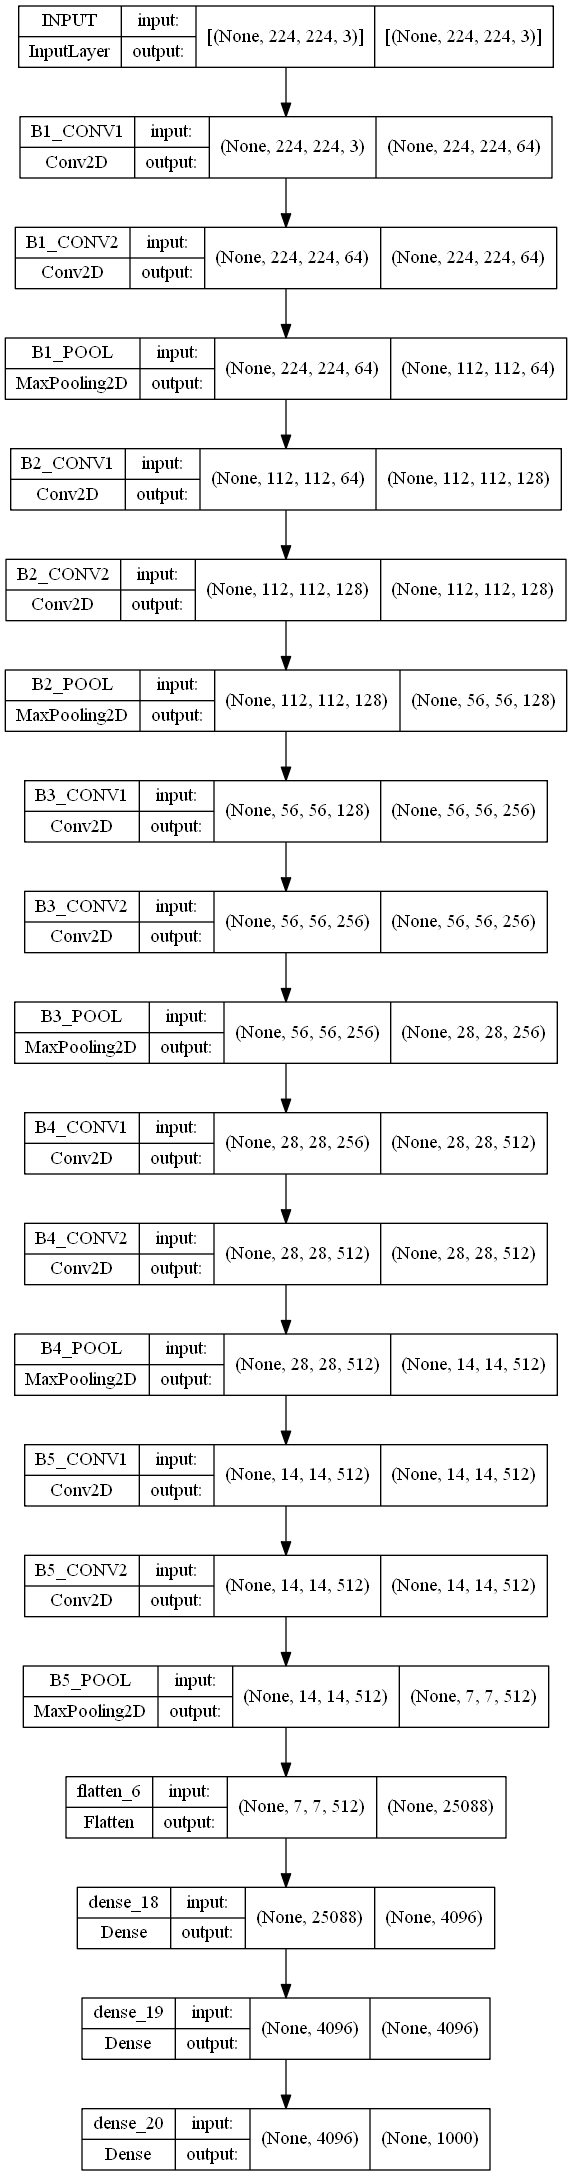 INPUT input: [(None, 224, 224, 3)] [(None, 224, 224, 3)]
InputLayer output:
B1_CONV1 input: (None, 224, 224, 3) (None, 224, 224, 64)
Conv2D output:
B1_CONV2 input: (None, 224, 224, 64) (None, 224, 224, 64)
Conv2D output:
B1_POOL input: (None, 224, 224, 64) (None, 112, 112, 64)
MaxPooling2D output:
B2_CONV1 input: (None, 112, 112, 64) (None, 112, 112, 128)
Conv2D output:
B2_CONV2 input: (None, 112, 112, 128) (None, 112, 112, 128)
Conv2D output:
B2_POOL input: (None, 112, 112, 128) (None, 56, 56, 128)
MaxPooling2D output:
B3_CONV1 input: (None, 56, 56, 128) (None, 56, 56, 256)
Conv2D output:
B3_CONV2 input: (None, 56, 56, 256) (None, 56, 56, 256)
Conv2D output:
B3_POOL input: (None, 56, 56, 256) (None, 28, 28, 256)
MaxPooling2D output:
B4_CONV1 input: (None, 28, 28, 256) (None, 28, 28, 512)
Conv2D output:
B4_CONV2 input: (None, 28, 28, 512) (None, 28, 28, 512)
Conv2D output:
B4_POOL input: (None, 28, 28, 512) (None, 14, 14, 512)
MaxPooling2D output:
B5_CONV1 input: (None, 14, 14, 512) (None, 14, 14, 512)
Conv2D output:
B5_CONV2 input: (None, 14, 14, 512) (None, 14, 14, 512)
Conv2D output:
B5_POOL input: (None, 14, 14, 512) (None, 7, 7, 512)
MaxPooling2D output:
flatten_6 input: (None, 7, 7, 512) (None, 25088)
Flatten output:
dense_18 input: (None, 25088) (None, 4096)
Dense output:
dense_19 input: (None, 4096) (None, 4096)
Dense output:
dense_20 input: (None, 4096) (None, 1000)
Dense output: